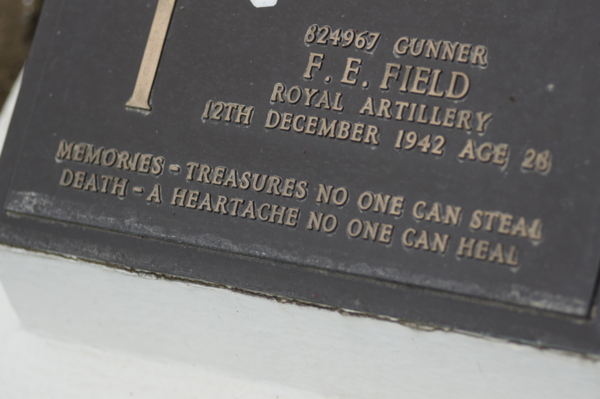 824967 GUNNER
F. E. FIELD
ROYAL ARTILLERY
12TH DECEMBER 1942 AGE 26
MEMORIES - TREASURES NO ONE CAN STEAL
DEATH - A HEARTACHE NO ONE CAN HEAL